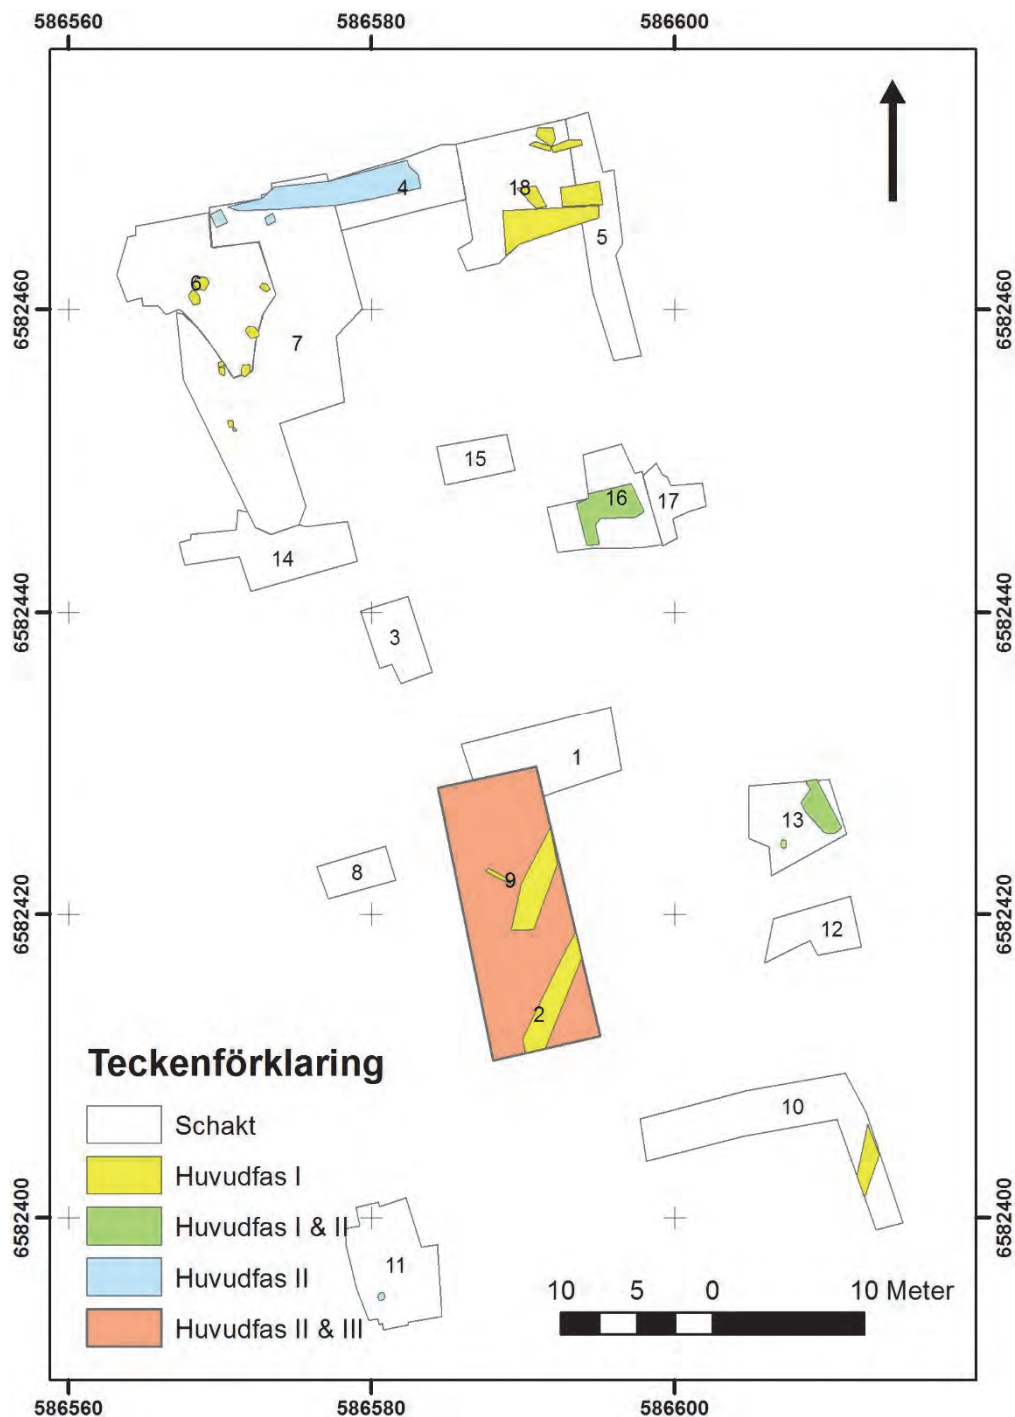 586560 586580 586600
4
18
5
6
6582460 6582460
7
15
16
17
14
6582440 6582440
3
1
13
8
9
6582420 6582420
12
2
Teckenförklaring
10
Schakt
Huvudfas I
Huvudfas I & II
6582400 6582400
11
Huvudfas II
10 5 0 10 Meter
Huvudfas II & III
586560 586580 586600